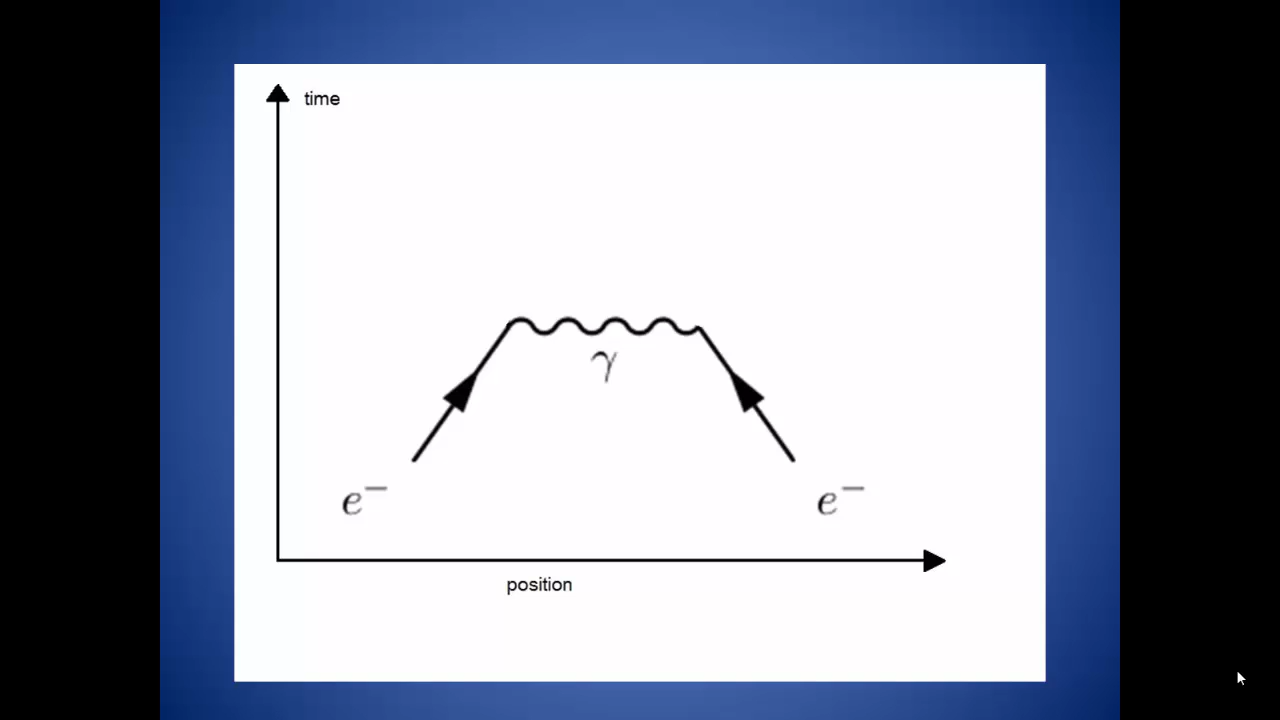 time
γ
e⁻ e⁻
position